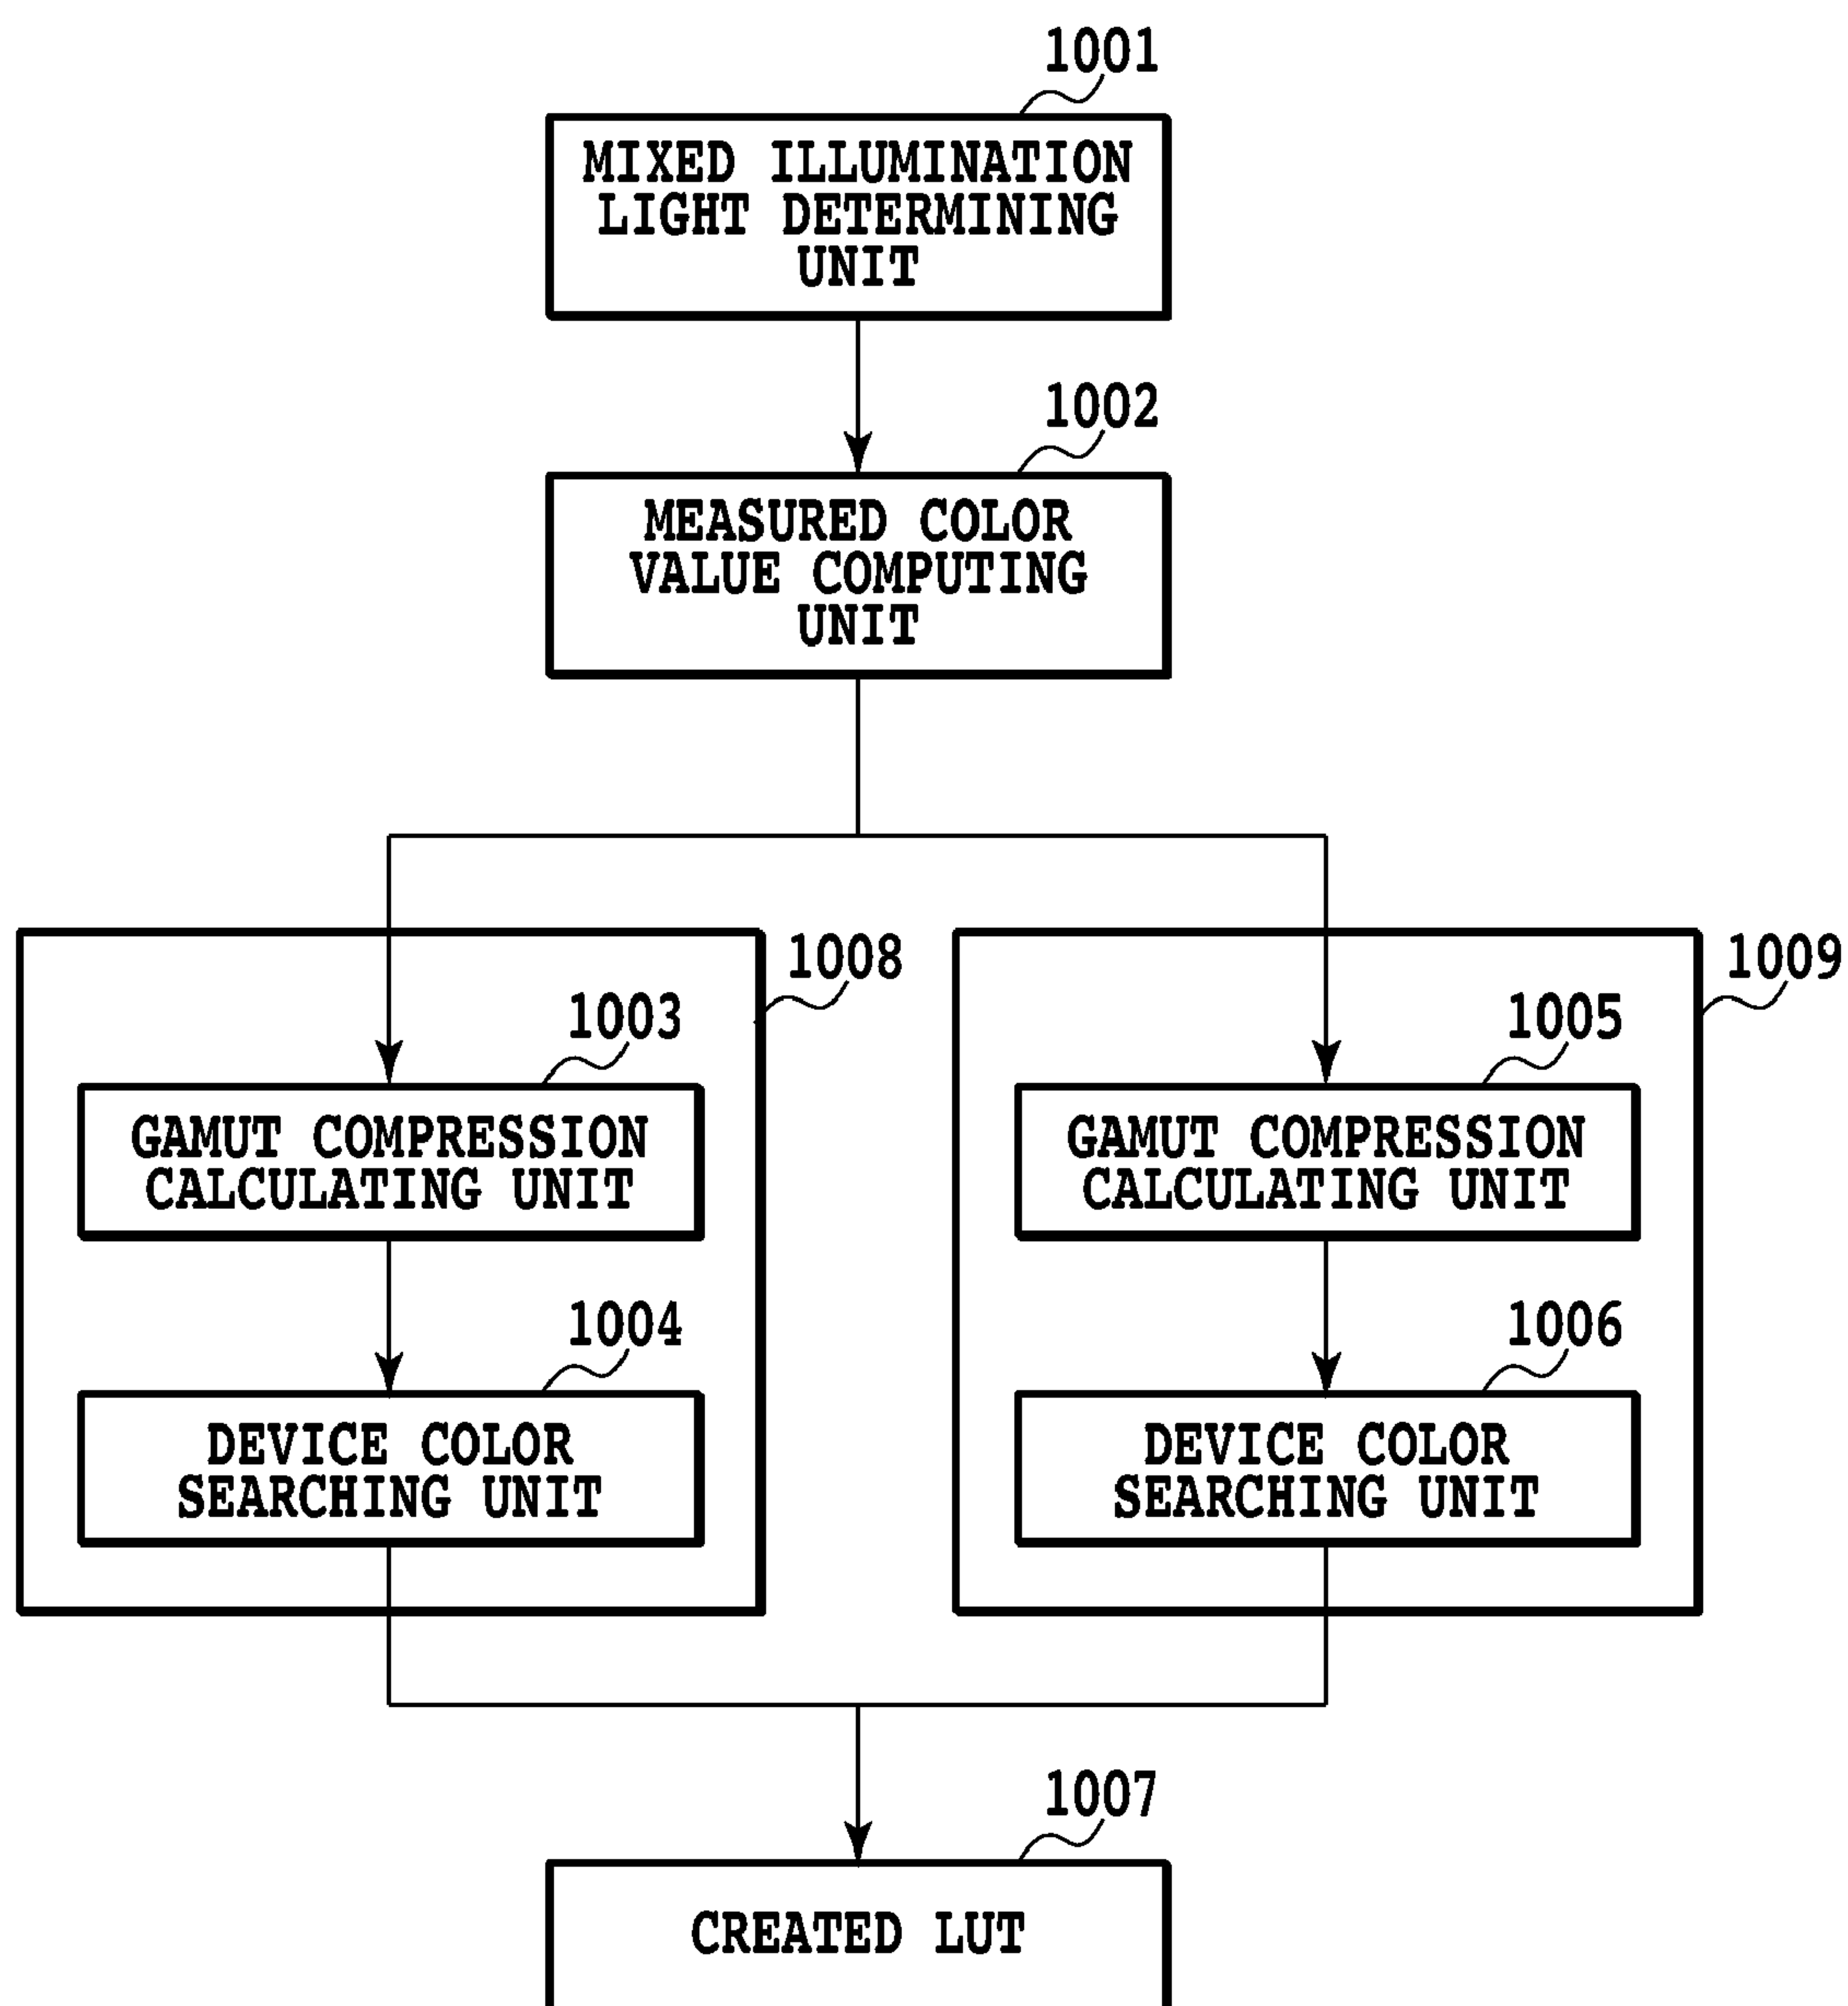 1001
MIXED ILLUMINATION
LIGHT DETERMINING
UNIT
1002
MEASURED COLOR
VALUE COMPUTING
UNIT
1008
1009
1003
GAMUT COMPRESSION
CALCULATING UNIT
1004
DEVICE COLOR
SEARCHING UNIT
1005
GAMUT COMPRESSION
CALCULATING UNIT
1006
DEVICE COLOR
SEARCHING UNIT
1007
CREATED LUT